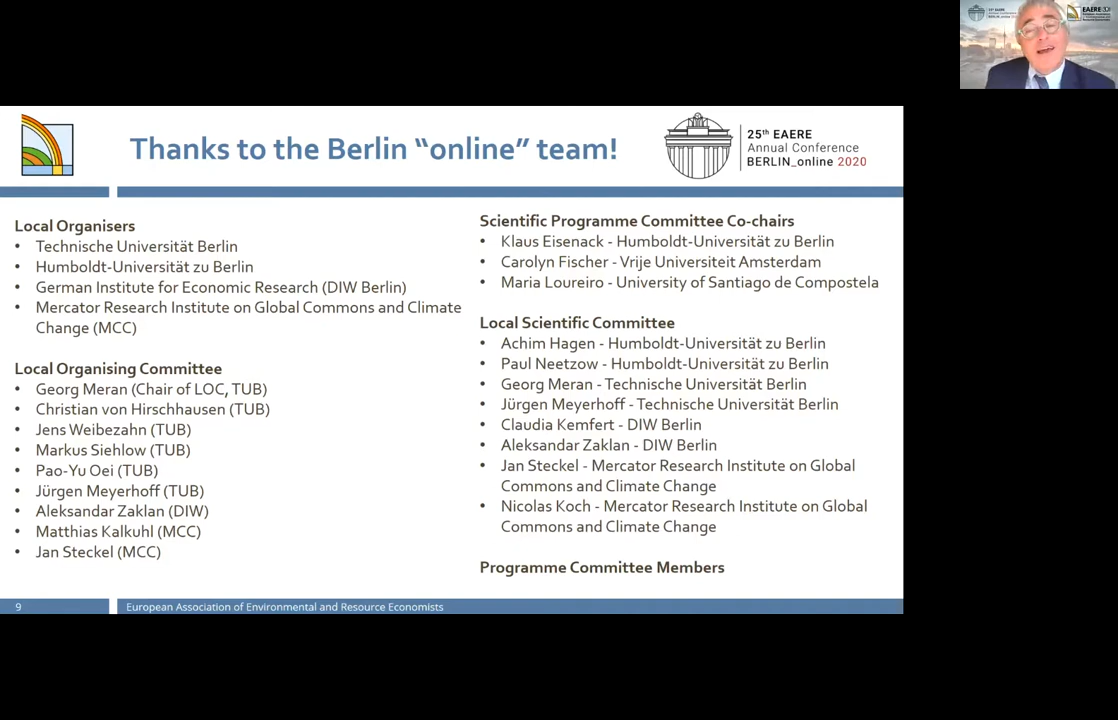 Thanks to the Berlin “online” team!
25th EAERE
Annual Conference
BERLIN_online 2020
Local Organisers
• Technische Universität Berlin
• Humboldt-Universität zu Berlin
• German Institute for Economic Research (DIW Berlin)
• Mercator Research Institute on Global Commons and Climate
Change (MCC)
Local Organising Committee
• Georg Meran (Chair of LOC, TUB)
• Christian von Hirschhausen (TUB)
• Jens Weibezahn (TUB)
• Markus Siehlow (TUB)
• Pao-Yu Oei (TUB)
• Jürgen Meyerhoff (TUB)
• Aleksandar Zaklan (DIW)
• Matthias Kalkuhl (MCC)
• Jan Steckel (MCC)
Scientific Programme Committee Co-chairs
• Klaus Eisenack - Humboldt-Universität zu Berlin
• Carolyn Fischer - Vrije Universiteit Amsterdam
• Maria Loureiro - University of Santiago de Compostela
Local Scientific Committee
• Achim Hagen - Humboldt-Universität zu Berlin
• Paul Neetzow - Humboldt-Universität zu Berlin
• Georg Meran - Technische Universität Berlin
• Jürgen Meyerhoff - Technische Universität Berlin
• Claudia Kemfert - DIW Berlin
• Aleksandar Zaklan - DIW Berlin
• Jan Steckel - Mercator Research Institute on Global
Commons and Climate Change
• Nicolas Koch - Mercator Research Institute on Global
Commons and Climate Change
Programme Committee Members
9
European Association of Environmental and Resource Economists
EAERE